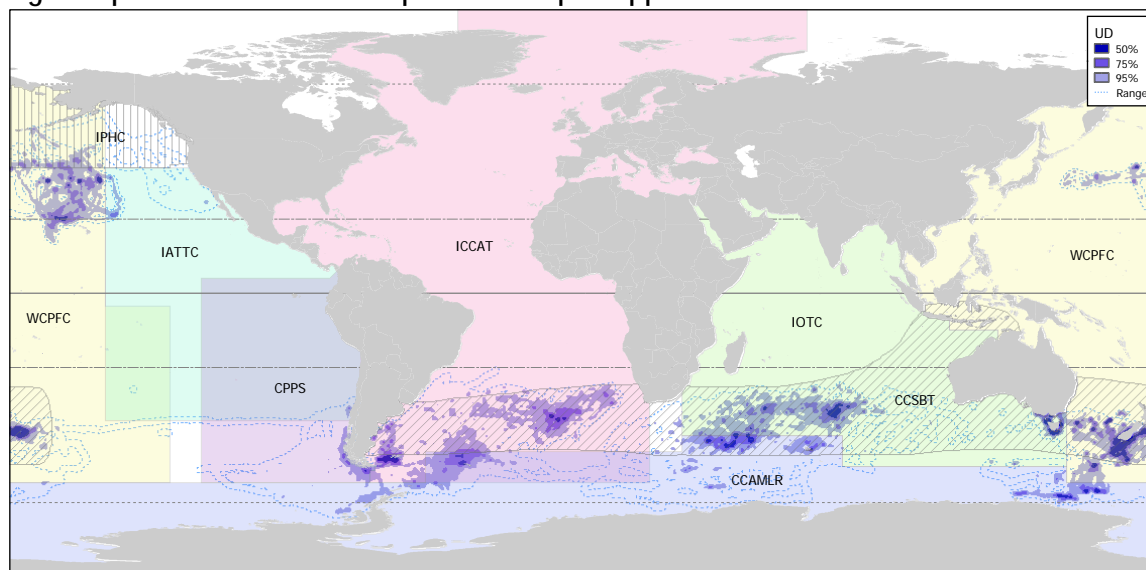 UD
50%
75%
95%
Range
IPHC
IATTC
ICCAT
WCPFC
WCPFC
IOTC
CPPS
CCSBT
CCAMLR